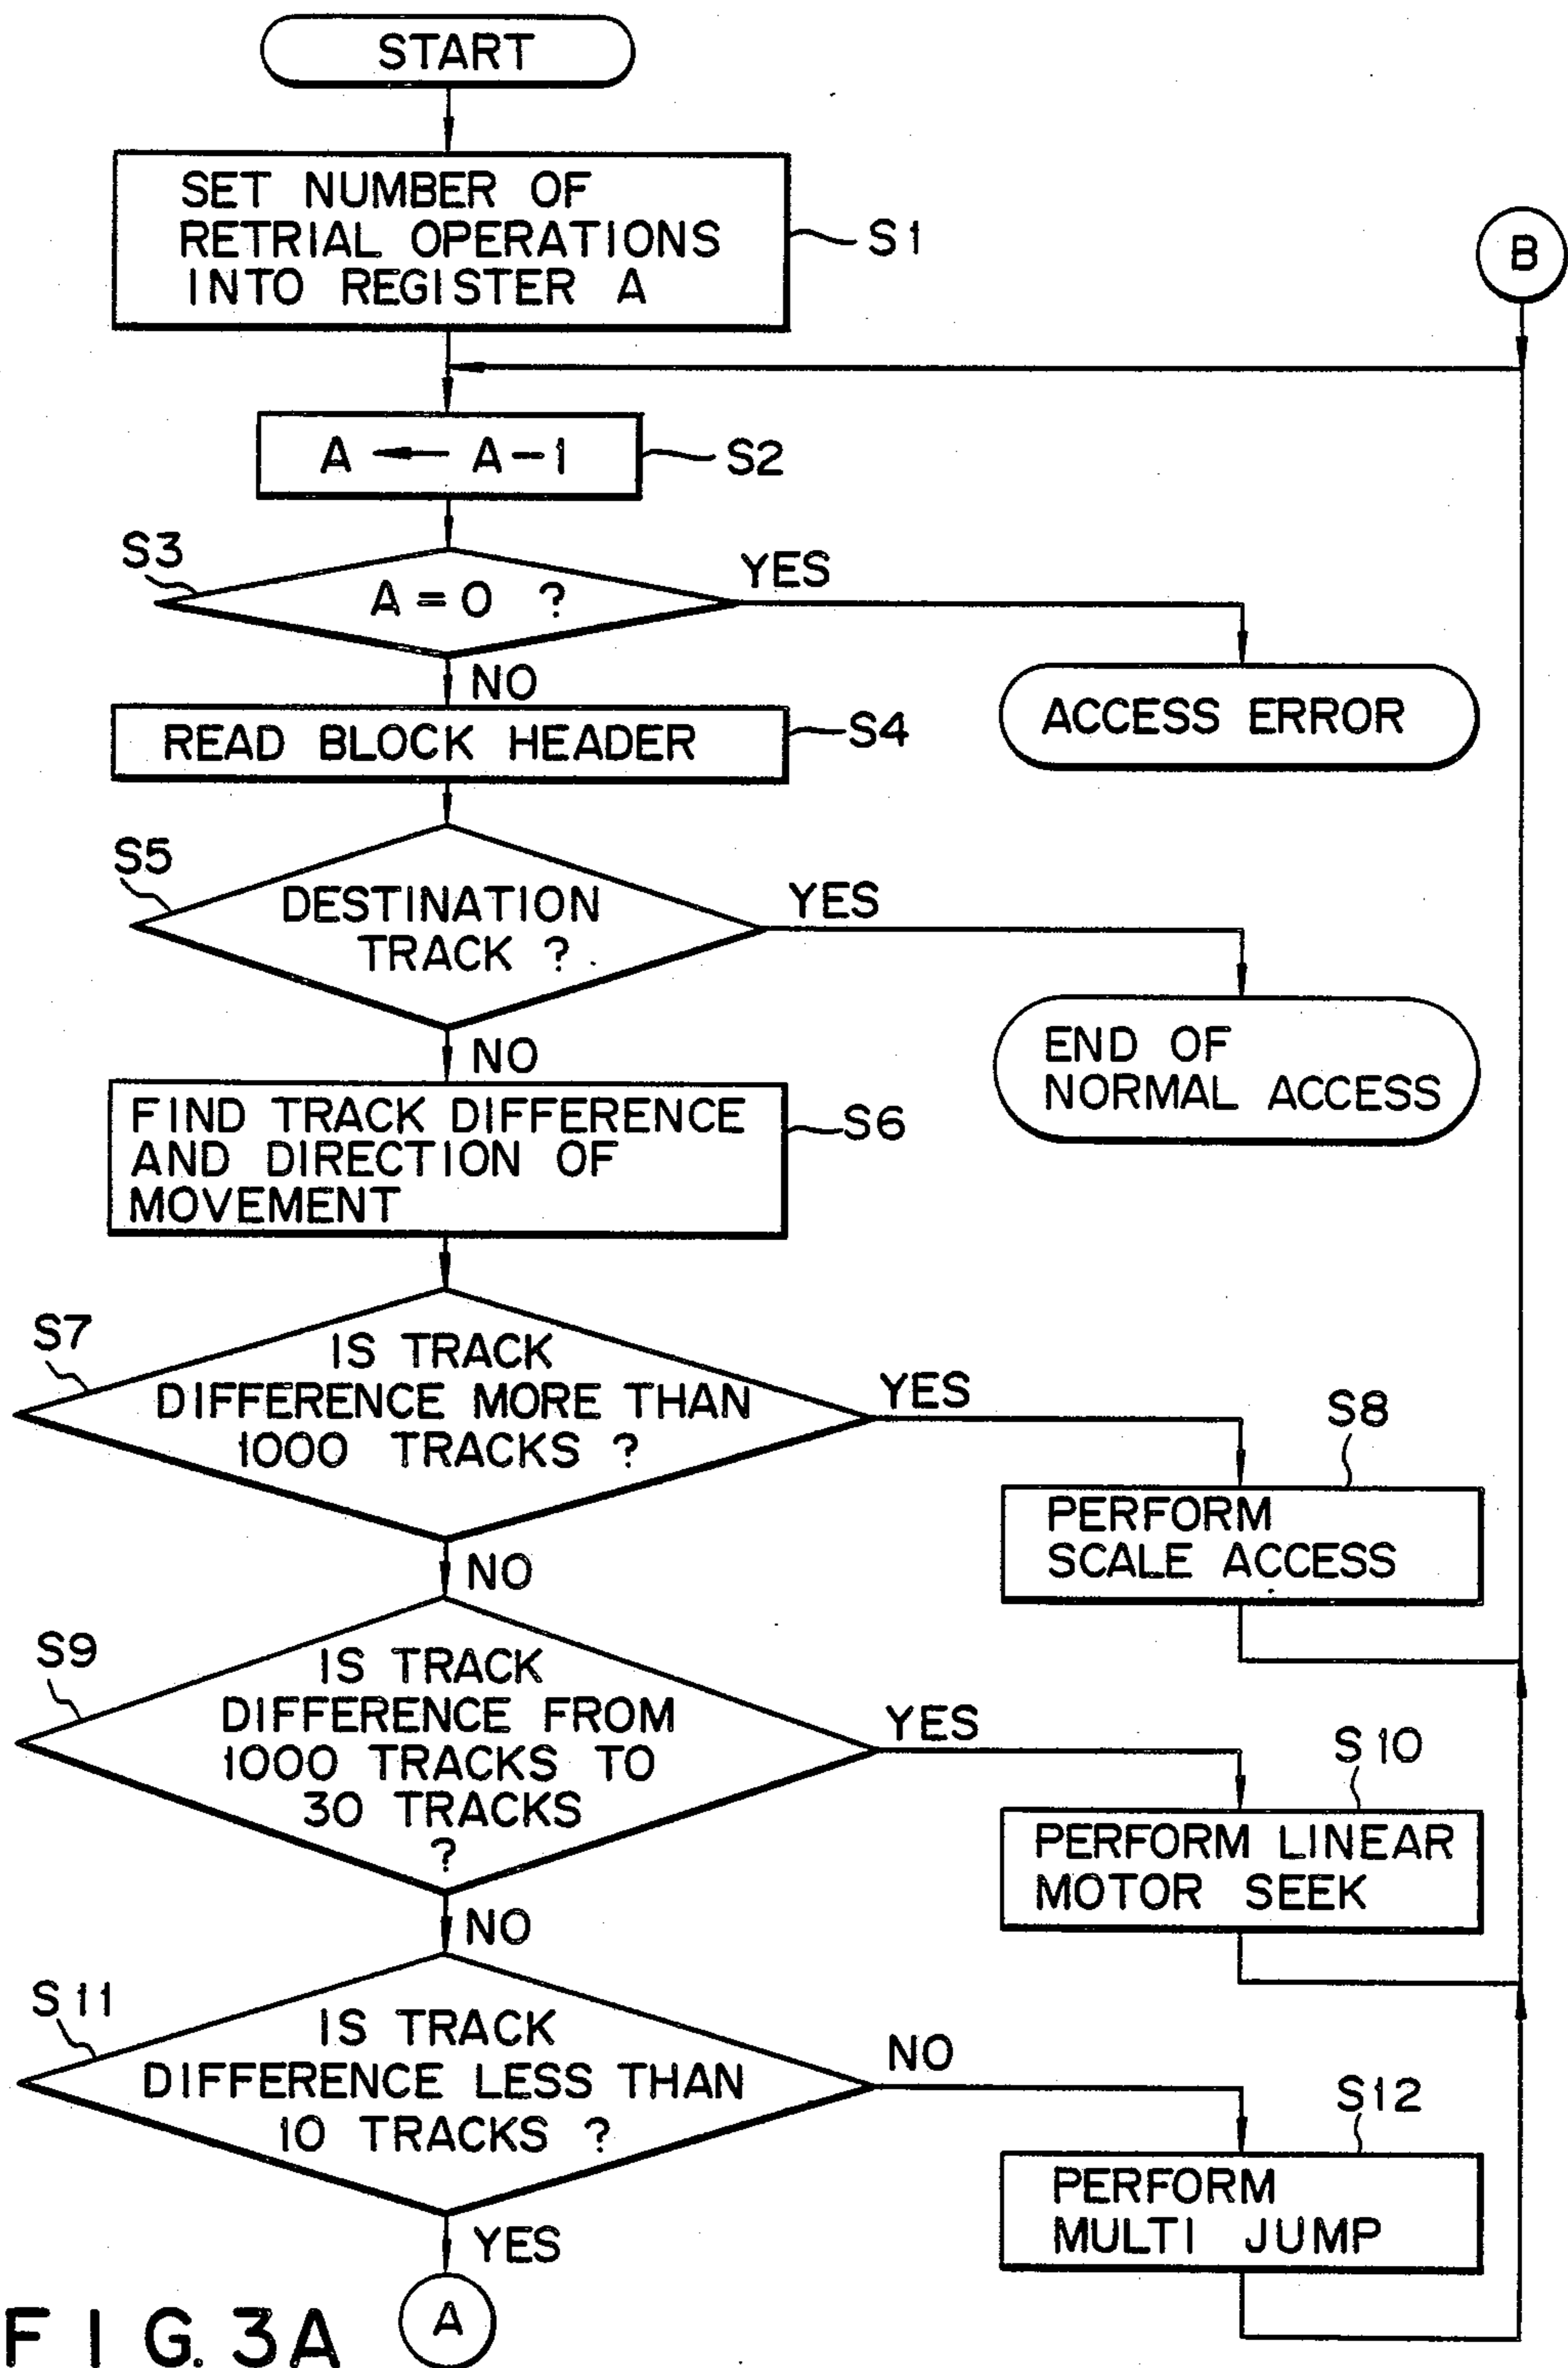 START
SET NUMBER OF
RETRIAL OPERATIONS
INTO REGISTER A
S1
B
A ← A-1
S2
S3
A=0 ?
YES
NO
ACCESS ERROR
READ BLOCK HEADER
S4
S5
DESTINATION
TRACK ?
YES
NO
END OF
NORMAL ACCESS
FIND TRACK DIFFERENCE
AND DIRECTION OF
MOVEMENT
S6
S7
IS TRACK
DIFFERENCE MORE THAN
1000 TRACKS ?
YES
NO
S8
PERFORM
SCALE ACCESS
S9
IS TRACK
DIFFERENCE FROM
1000 TRACKS TO
30 TRACKS
?
YES
NO
S10
PERFORM LINEAR
MOTOR SEEK
S11
IS TRACK
DIFFERENCE LESS THAN
10 TRACKS ?
NO
YES
S12
PERFORM
MULTI JUMP
A
FIG. 3A